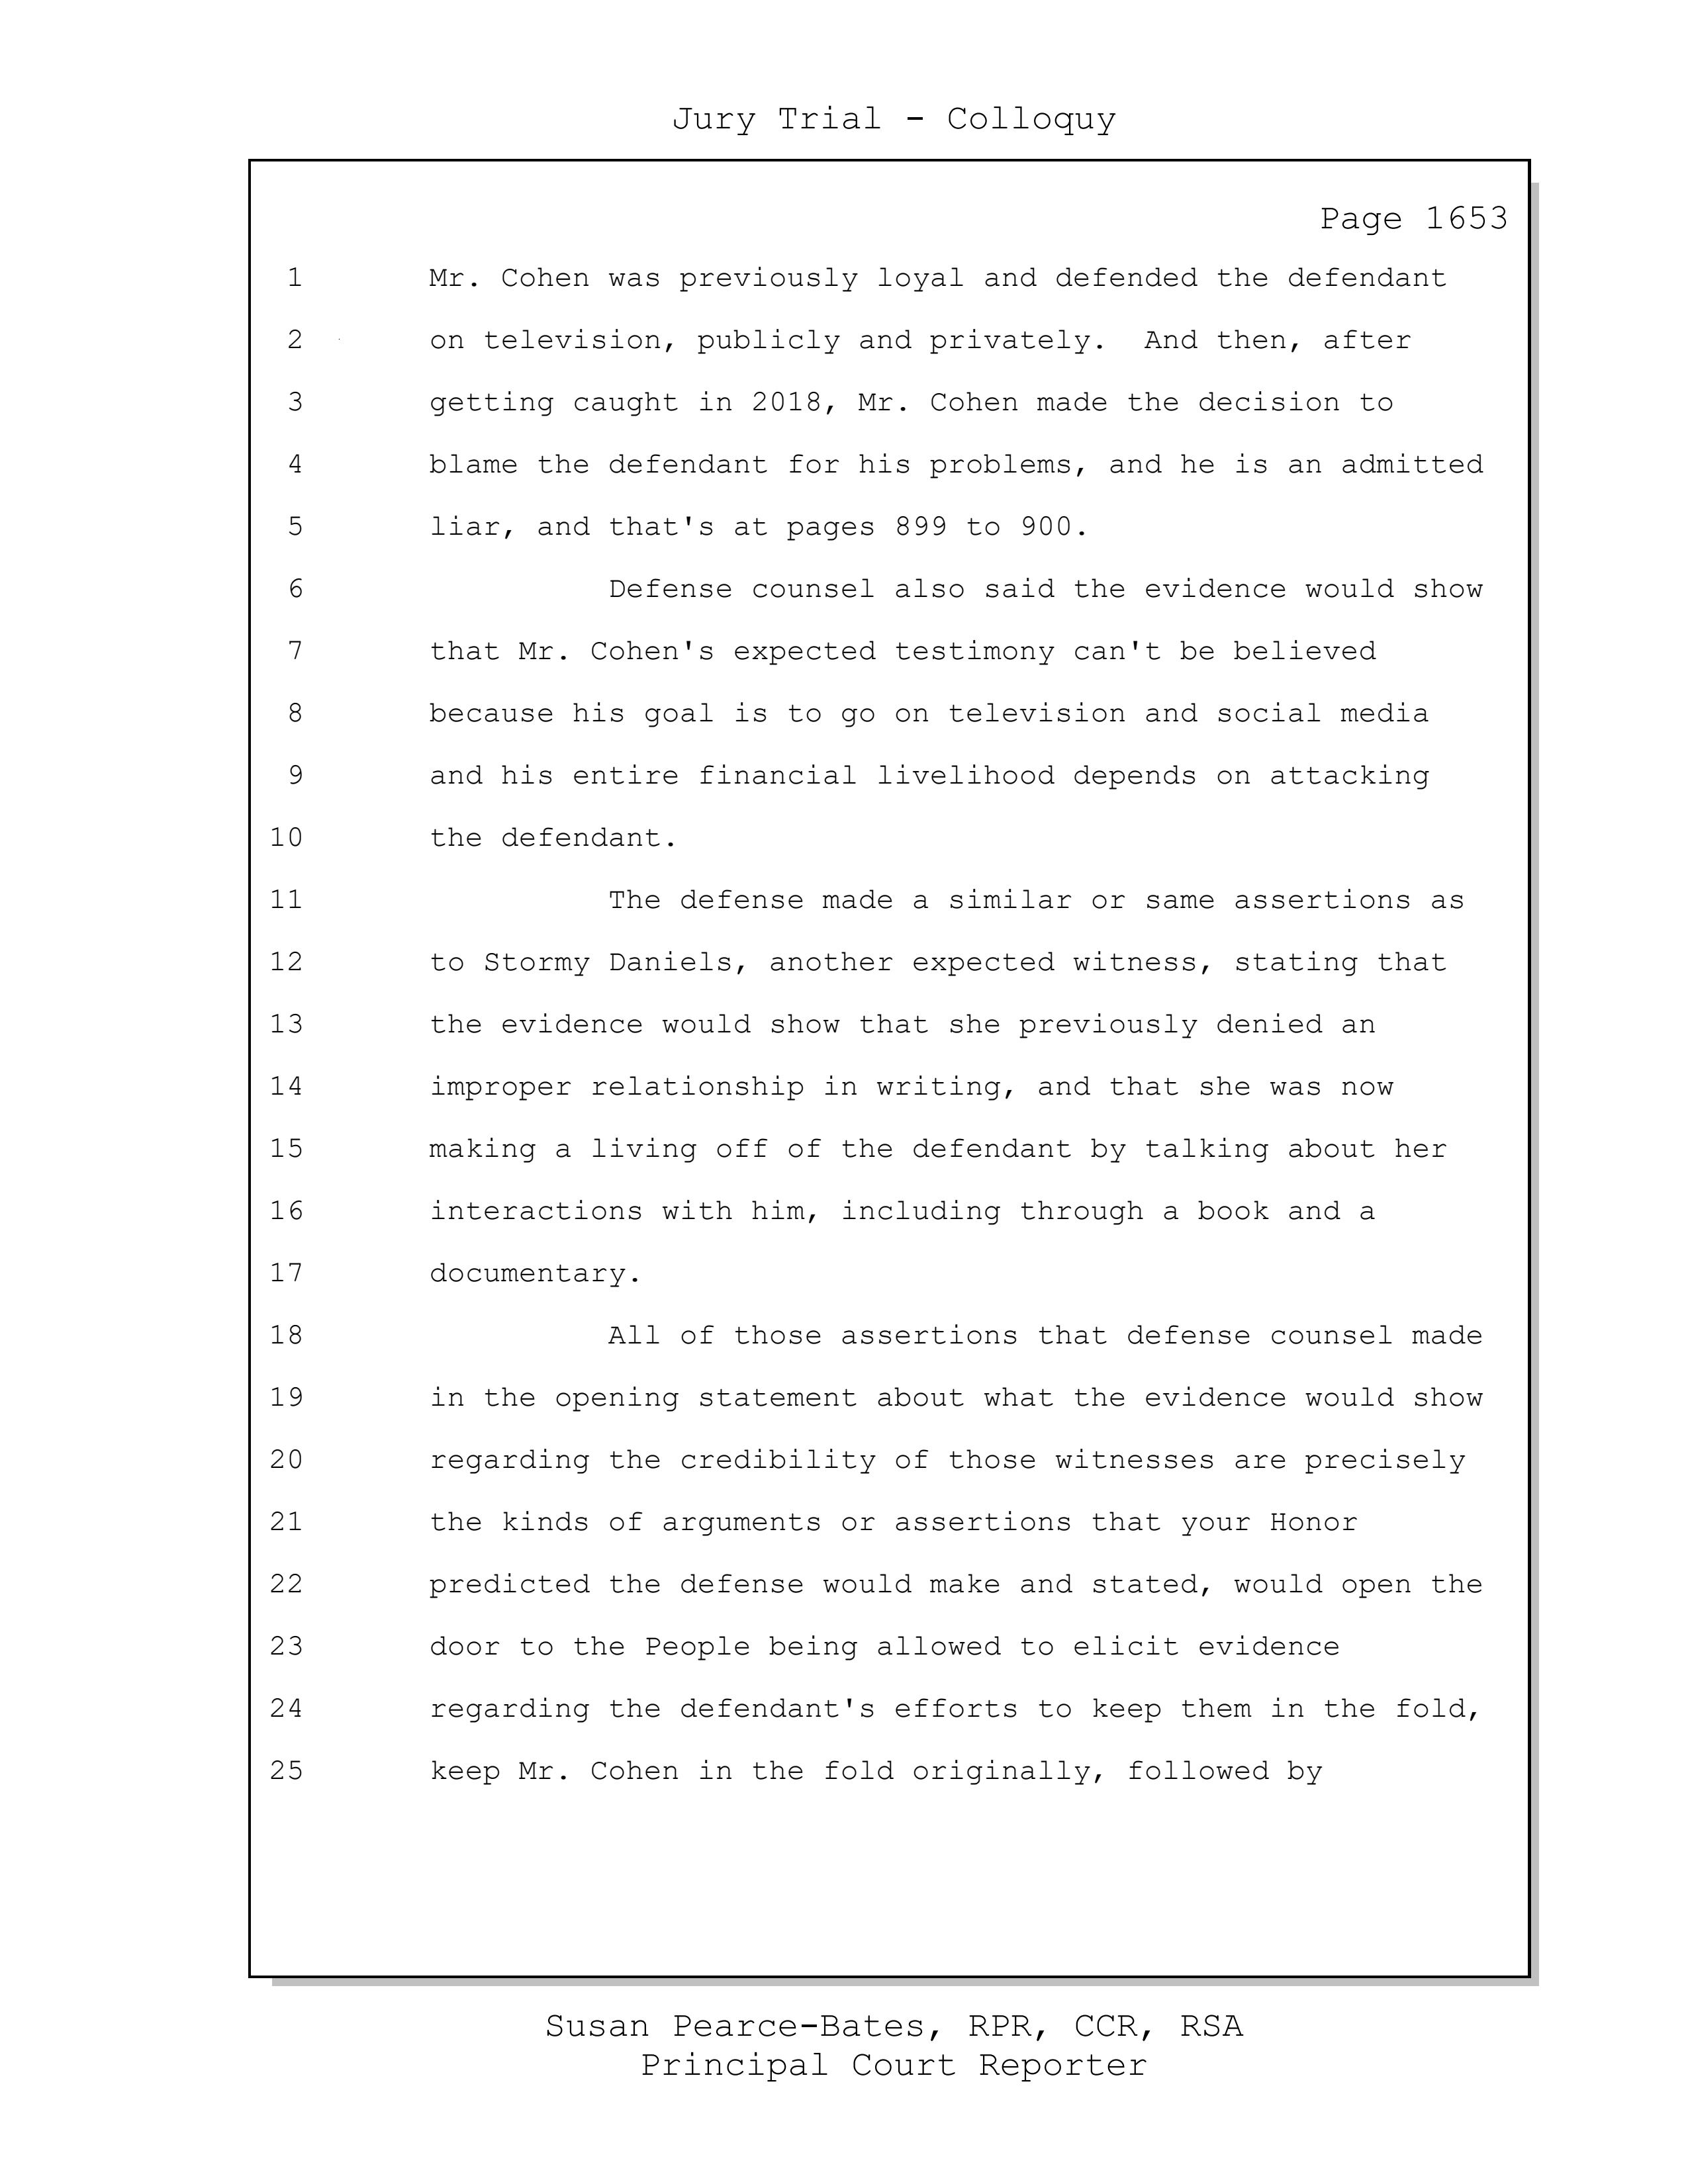 Jury Trial - Colloquy
Page 1653
1 Mr. Cohen was previously loyal and defended the defendant
2 on television, publicly and privately.  And then, after
3 getting caught in 2018, Mr. Cohen made the decision to
4 blame the defendant for his problems, and he is an admitted
5 liar, and that's at pages 899 to 900.
6 Defense counsel also said the evidence would show
7 that Mr. Cohen's expected testimony can't be believed
8 because his goal is to go on television and social media
9 and his entire financial livelihood depends on attacking
10 the defendant.
11 The defense made a similar or same assertions as
12 to Stormy Daniels, another expected witness, stating that
13 the evidence would show that she previously denied an
14 improper relationship in writing, and that she was now
15 making a living off of the defendant by talking about her
16 interactions with him, including through a book and a
17 documentary.
18 All of those assertions that defense counsel made
19 in the opening statement about what the evidence would show
20 regarding the credibility of those witnesses are precisely
21 the kinds of arguments or assertions that your Honor
22 predicted the defense would make and stated, would open the
23 door to the People being allowed to elicit evidence
24 regarding the defendant's efforts to keep them in the fold,
25 keep Mr. Cohen in the fold originally, followed by
Susan Pearce-Bates, RPR, CCR, RSA
Principal Court Reporter